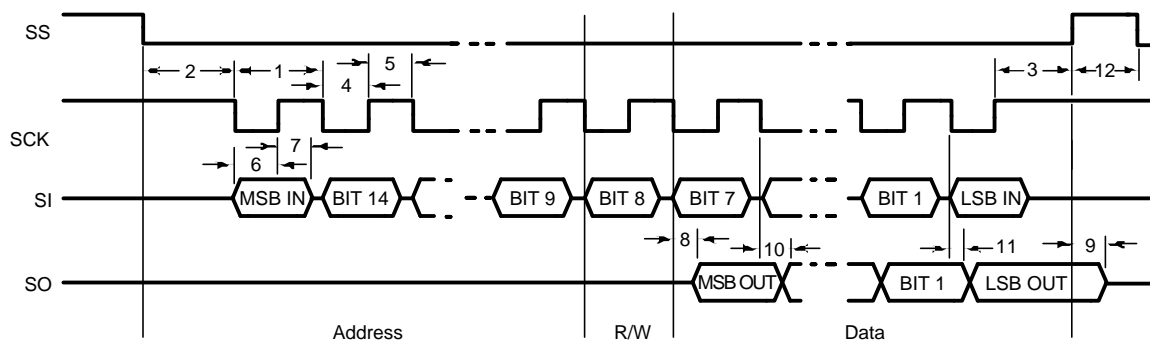 SS
5
2
1
4
3
12
SCK
6
7
SI
MSB IN
BIT 14
BIT 9
BIT 8
BIT 7
BIT 1
LSB IN
8
10
11
9
SO
MSB OUT
BIT 1
LSB OUT
Address
R/W
Data